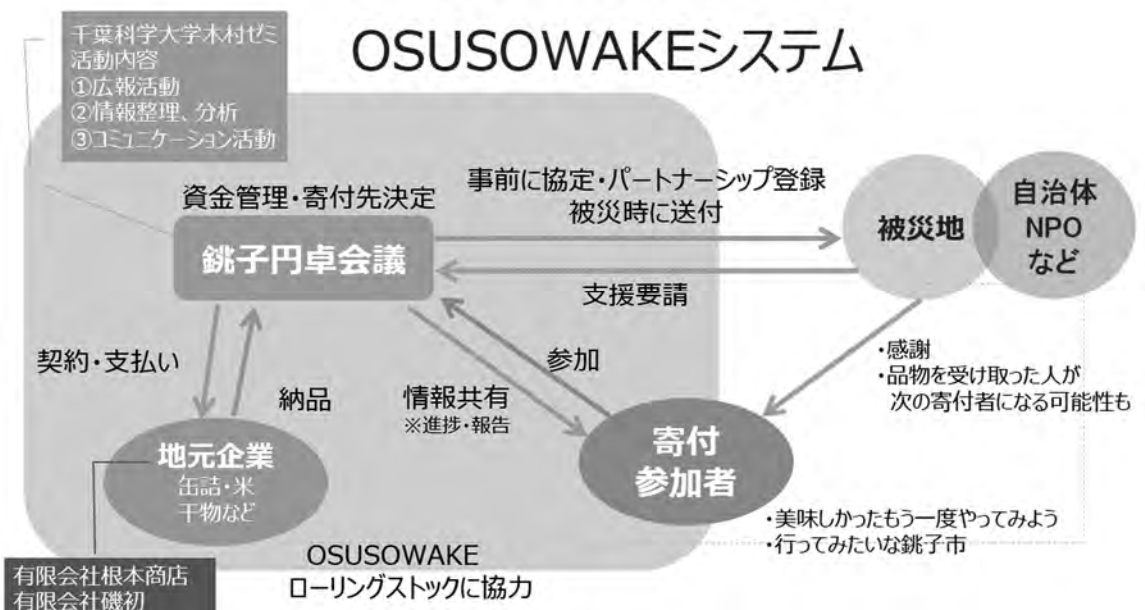 千葉科学大学木村ゼミ
活動内容
①広報活動
②情報整理、分析
③コミュニケーション活動
OSUSOWAKEシステム
資金管理・寄付先決定
銚子円卓会議
事前に協定・パートナーシップ登録
被災時に送付
支援要請
被災地
自治体
NPO
など
契約・支払い
納品
情報共有
※進捗・報告
参加
・感謝
・品物を受け取った人が
次の寄付者になる可能性も
地元企業
缶詰・米
干物など
寄付
参加者
・美味しかったもう一度やってみよう
・行ってみたいな銚子市
OSUSOWAKE
ローリングストックに協力
有限会社根本商店
有限会社磯初